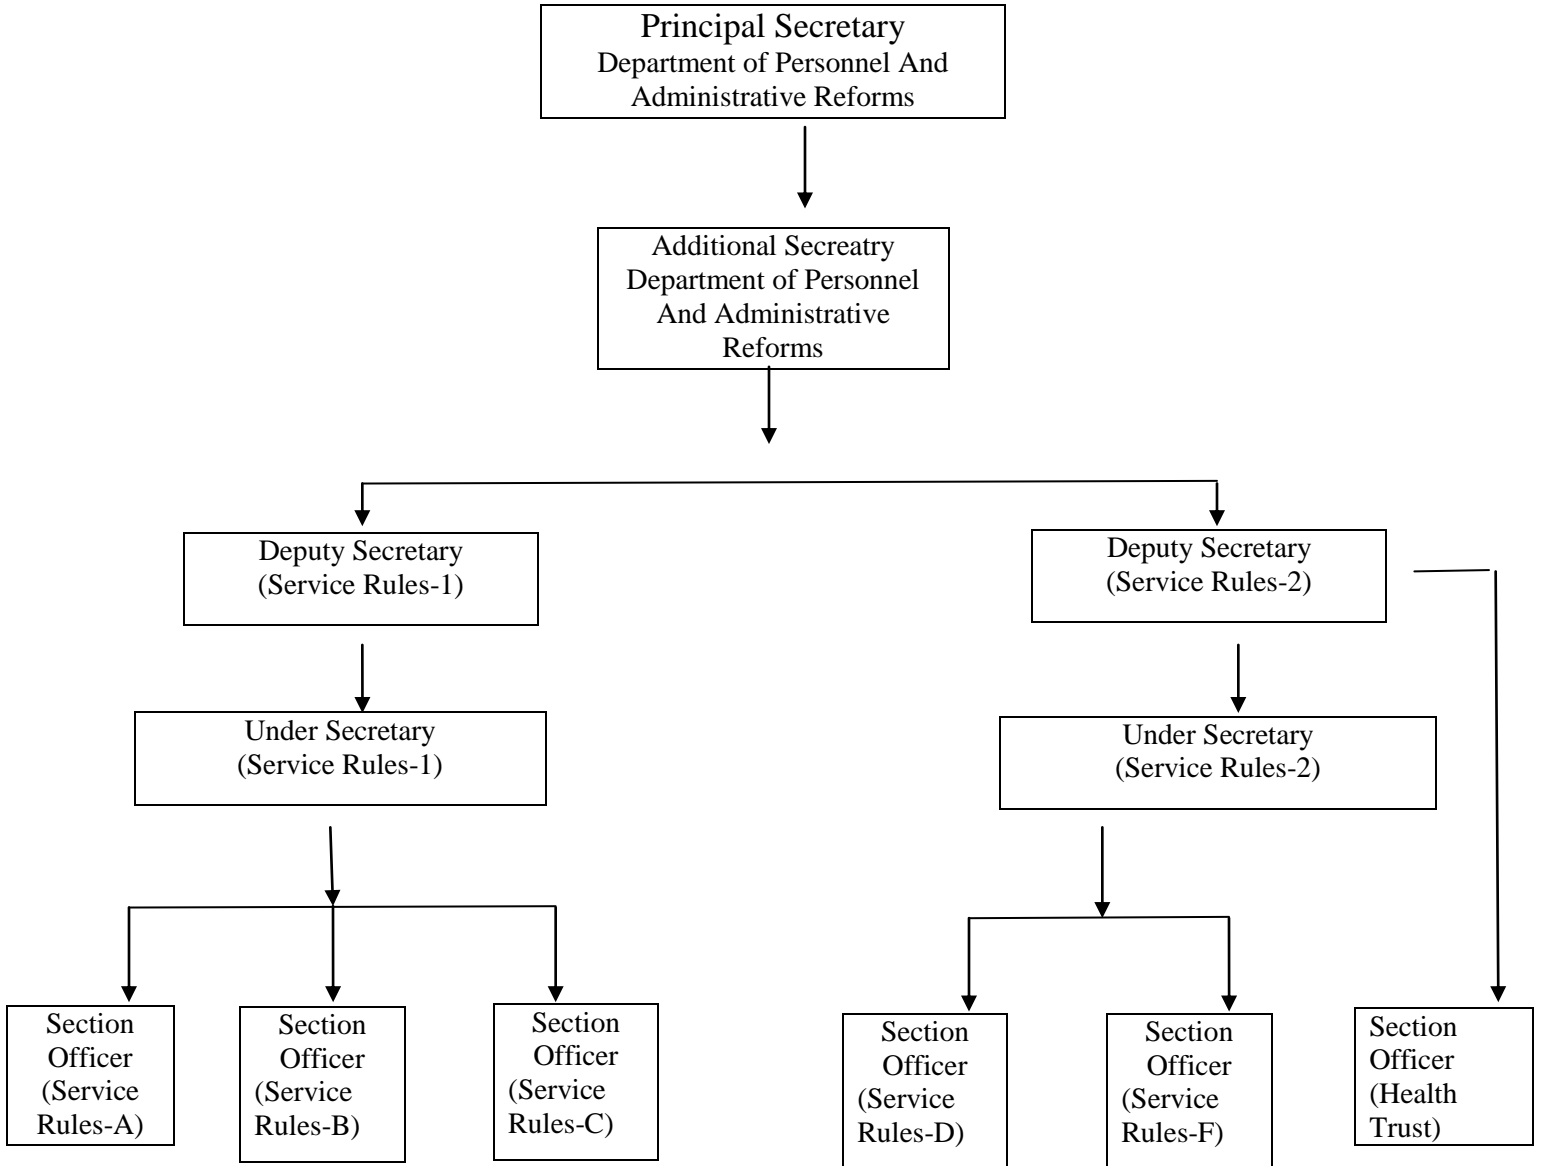 Principal Secretary
Department of Personnel And
Administrative Reforms
Additional Secreatry
Department of Personnel
And Administrative
Reforms
Deputy Secretary
(Service Rules-1)
Deputy Secretary
(Service Rules-2)
Under Secretary
(Service Rules-1)
Under Secretary
(Service Rules-2)
Section
Officer
(Service
Rules-A)
Section
Officer
(Service
Rules-B)
Section
Officer
(Service
Rules-C)
Section
Officer
(Service
Rules-D)
Section
Officer
(Service
Rules-F)
Section
Officer
(Health
Trust)